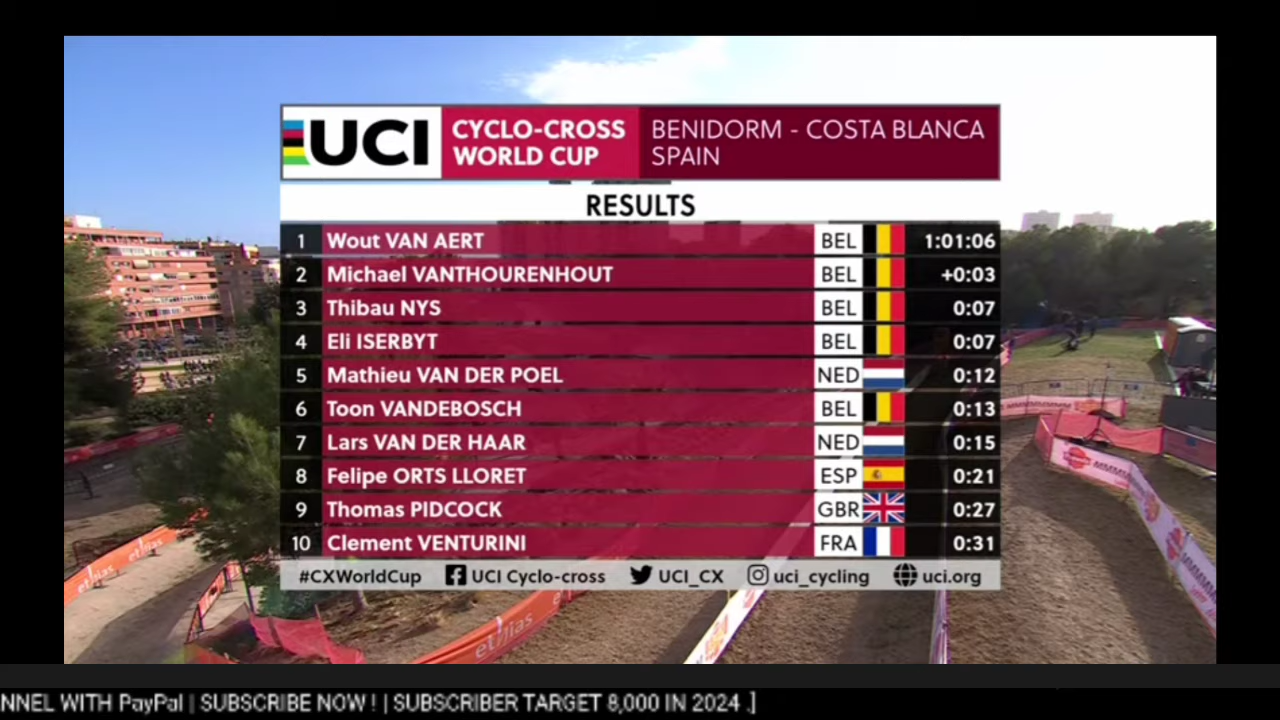 UCI
CYCLO-CROSS
WORLD CUP
BENIDORM - COSTA BLANCA
SPAIN
RESULTS
1 Wout VAN AERT BEL 1:01:06
2 Michael VANTHOURENHOUT BEL +0:03
3 Thibau NYS BEL 0:07
4 Eli ISERBYT BEL 0:07
5 Mathieu VAN DER POEL NED 0:12
6 Toon VANDEBOSCH BEL 0:13
7 Lars VAN DER HAAR NED 0:15
8 Felipe ORTS LLORET ESP 0:21
9 Thomas PIDCOCK GBR 0:27
10 Clement VENTURINI FRA 0:31
#CXWorldCup UCI Cyclo-cross UCI_CX uci_cycling uci.org
ethias
ethias
NNEL WITH PayPal | SUBSCRIBE NOW ! | SUBSCRIBER TARGET 8,000 IN 2024 .]